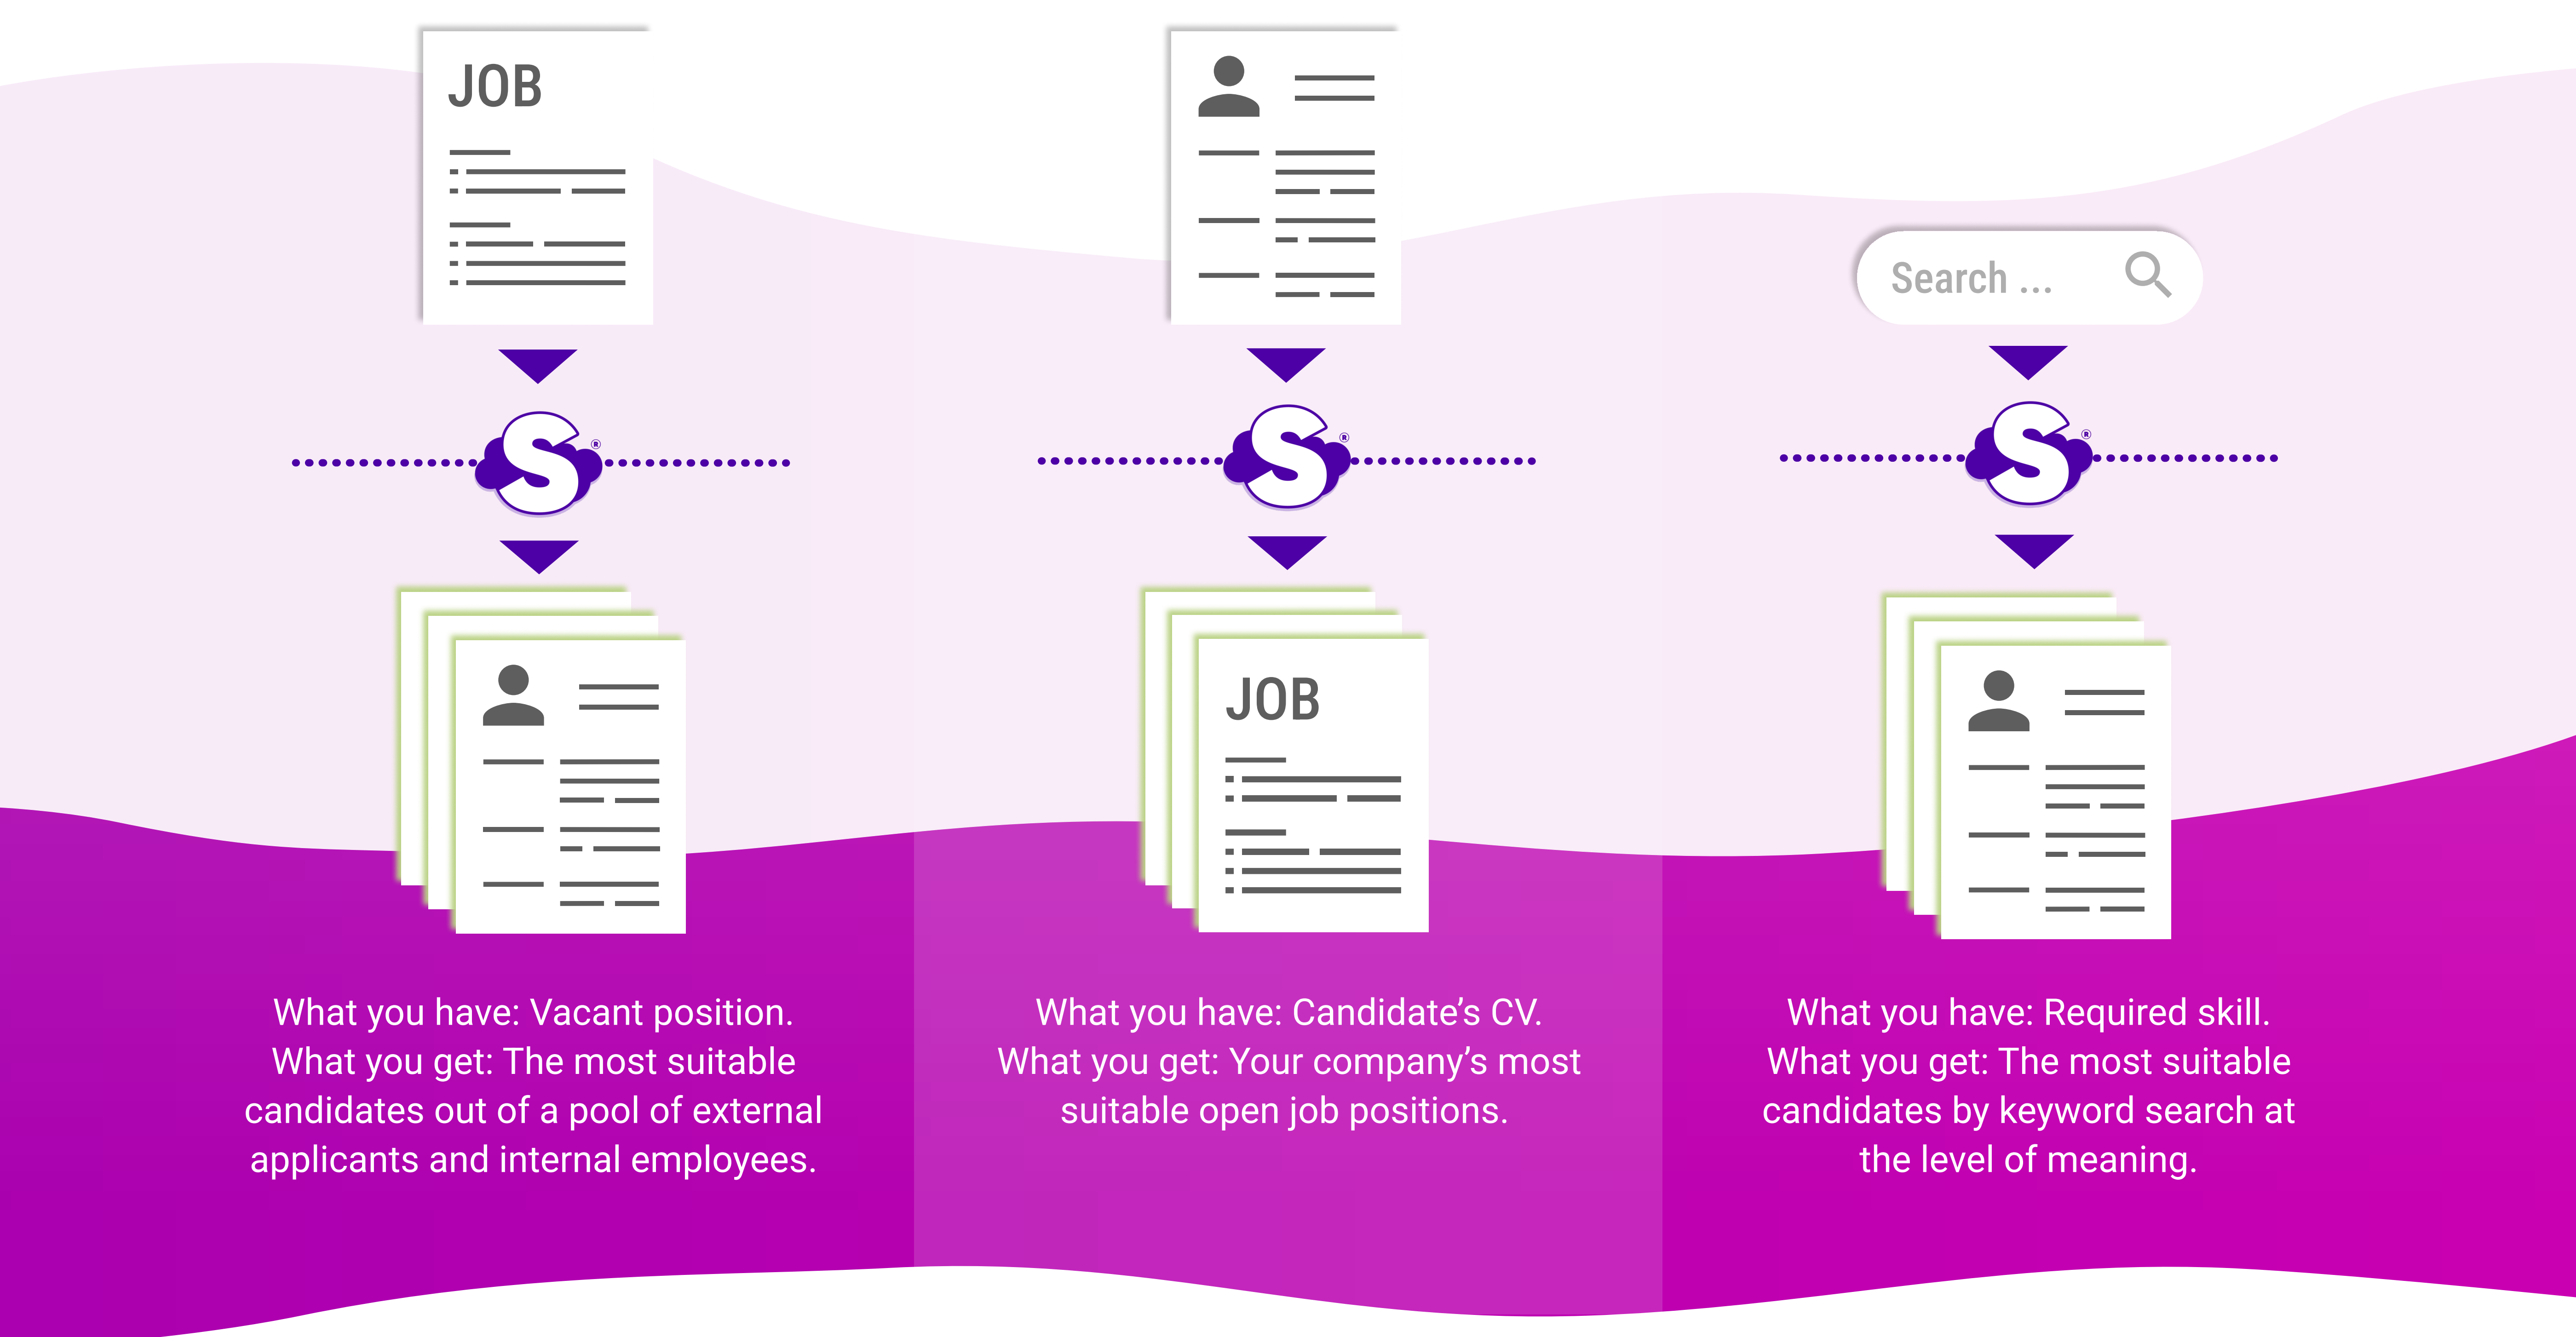 JOB
Search ...
S®
S®
S®
JOB
What you have: Vacant position.
What you get: The most suitable
candidates out of a pool of external
applicants and internal employees.
What you have: Candidate’s CV.
What you get: Your company’s most
suitable open job positions.
What you have: Required skill.
What you get: The most suitable
candidates by keyword search at
the level of meaning.